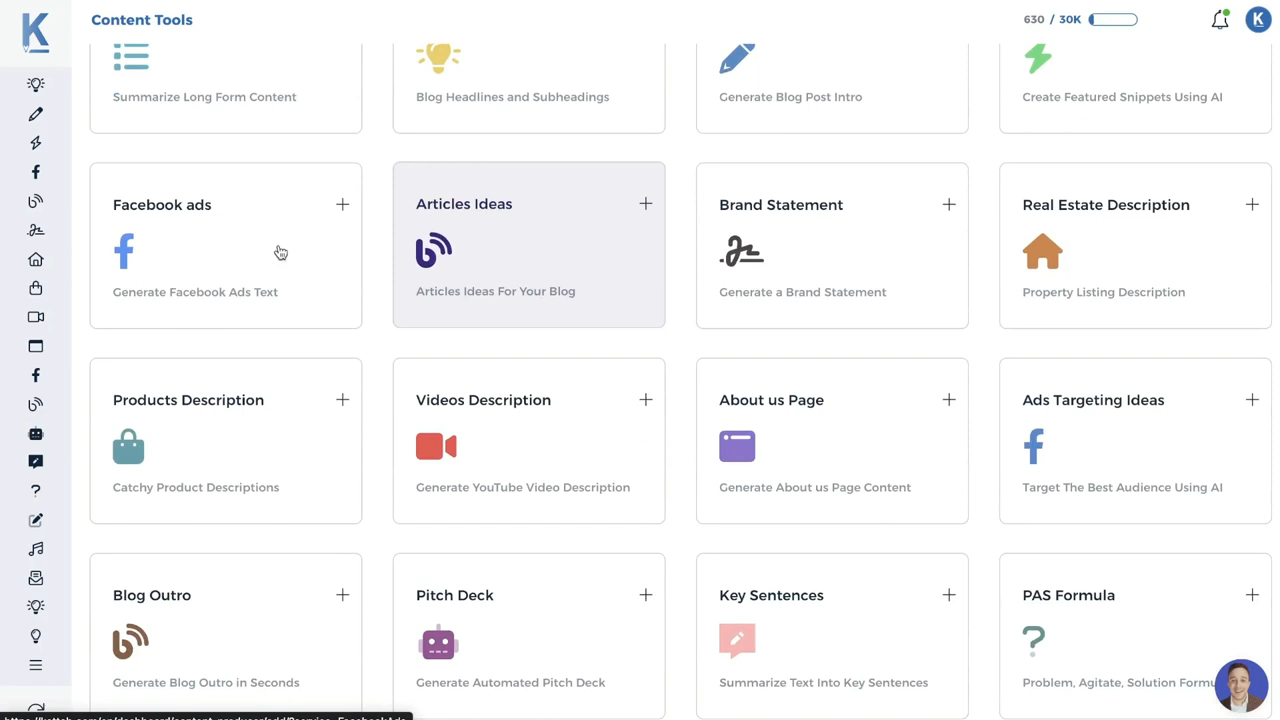 K
Content Tools
630 / 30K
K
Summarize Long Form Content
Blog Headlines and Subheadings
Generate Blog Post Intro
Create Featured Snippets Using AI
Facebook ads
Generate Facebook Ads Text
Articles Ideas
Articles Ideas For Your Blog
Brand Statement
Generate a Brand Statement
Real Estate Description
Property Listing Description
Products Description
Catchy Product Descriptions
Videos Description
Generate YouTube Video Description
About us Page
Generate About us Page Content
Ads Targeting Ideas
Target The Best Audience Using AI
Blog Outro
Generate Blog Outro in Seconds
Pitch Deck
Generate Automated Pitch Deck
Key Sentences
Summarize Text Into Key Sentences
PAS Formula
Problem, Agitate, Solution Formu